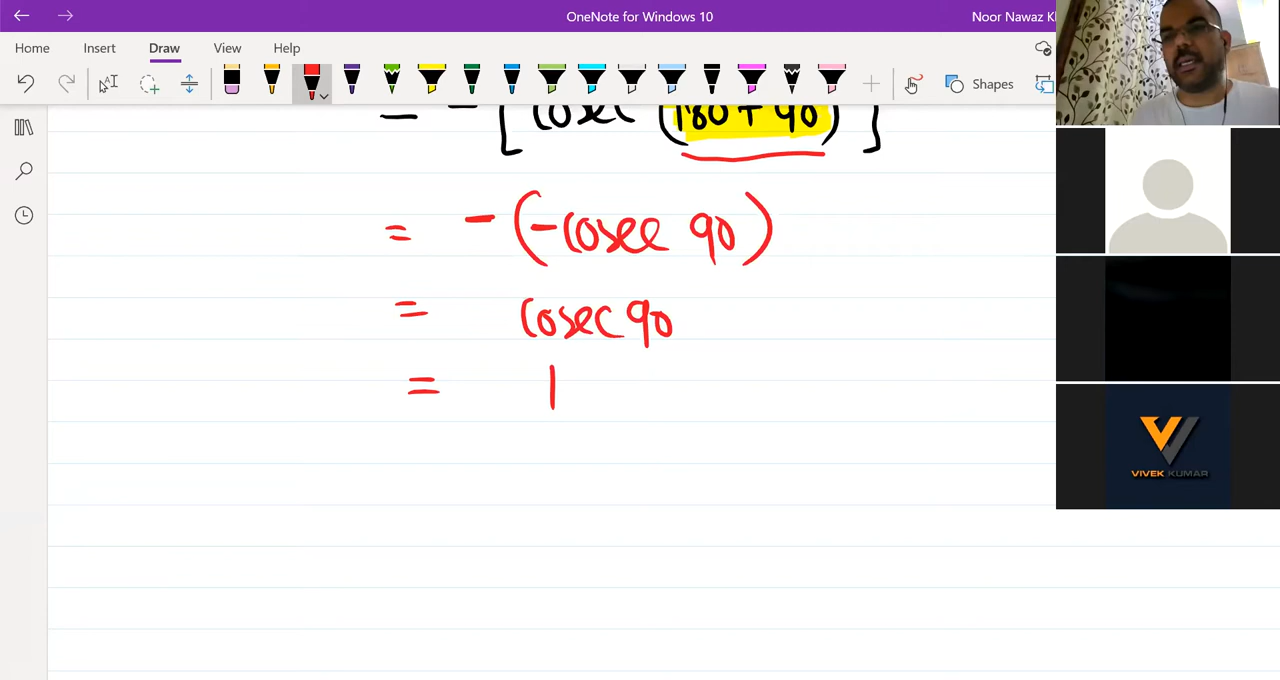 OneNote for Windows 10
Noor Nawaz Kh
Home Insert Draw View Help
Shapes
= - [ cosec (180 + 90) ]
= - (-cosec 90)
= cosec 90
= 1
VIVEK KUMAR